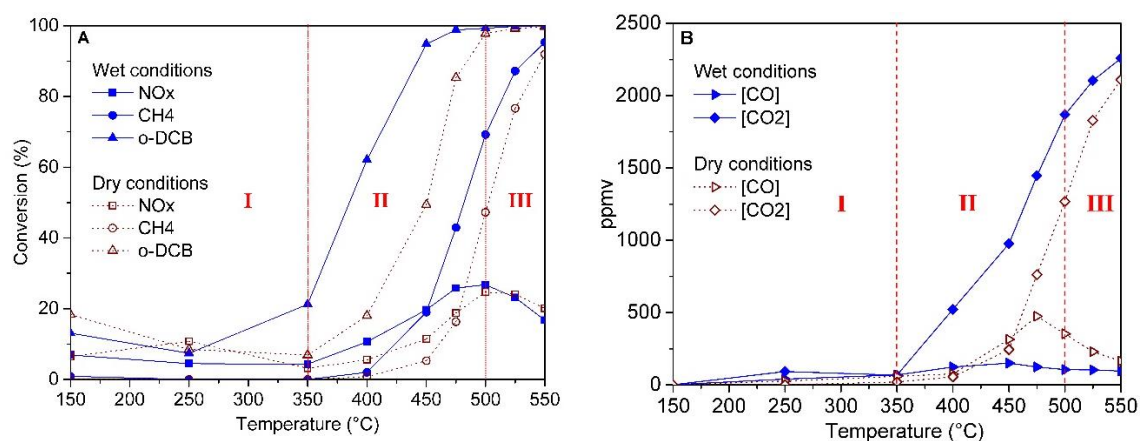 A
Conversion (%)
100
80
60
40
20
0
Wet conditions
NOx
CH4
o-DCB
Dry conditions
NOx
CH4
o-DCB
I
II
III
150 200 250 300 350 400 450 500 550
Temperature (°C)
B
ppmv
2500
2000
1500
1000
500
0
Wet conditions
[CO]
[CO2]
Dry conditions
[CO]
[CO2]
I
II
III
150 200 250 300 350 400 450 500 550
Temperature (°C)